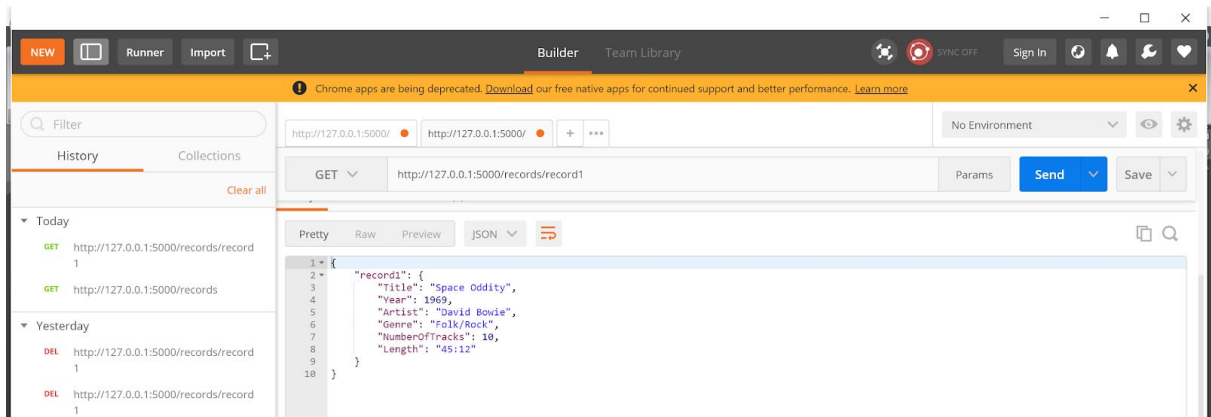 NEW Runner Import Builder Team Library SYNC OFF Sign In
Chrome apps are being deprecated. Download our free native apps for continued support and better performance. Learn more
Filter
History Collections
Clear all
Today
GET http://127.0.0.1:5000/records/record
1
GET http://127.0.0.1:5000/records
Yesterday
DEL http://127.0.0.1:5000/records/record
1
DEL http://127.0.0.1:5000/records/record
1
http://127.0.0.1:5000/ http://127.0.0.1:5000/ + ••• No Environment
GET http://127.0.0.1:5000/records/record1 Params Send Save
Pretty Raw Preview JSON
1 {
2 "record1": {
3 "Title": "Space Oddity",
4 "Year": 1969,
5 "Artist": "David Bowie",
6 "Genre": "Folk/Rock",
7 "NumberOfTracks": 10,
8 "Length": "45:12"
9 }
10 }